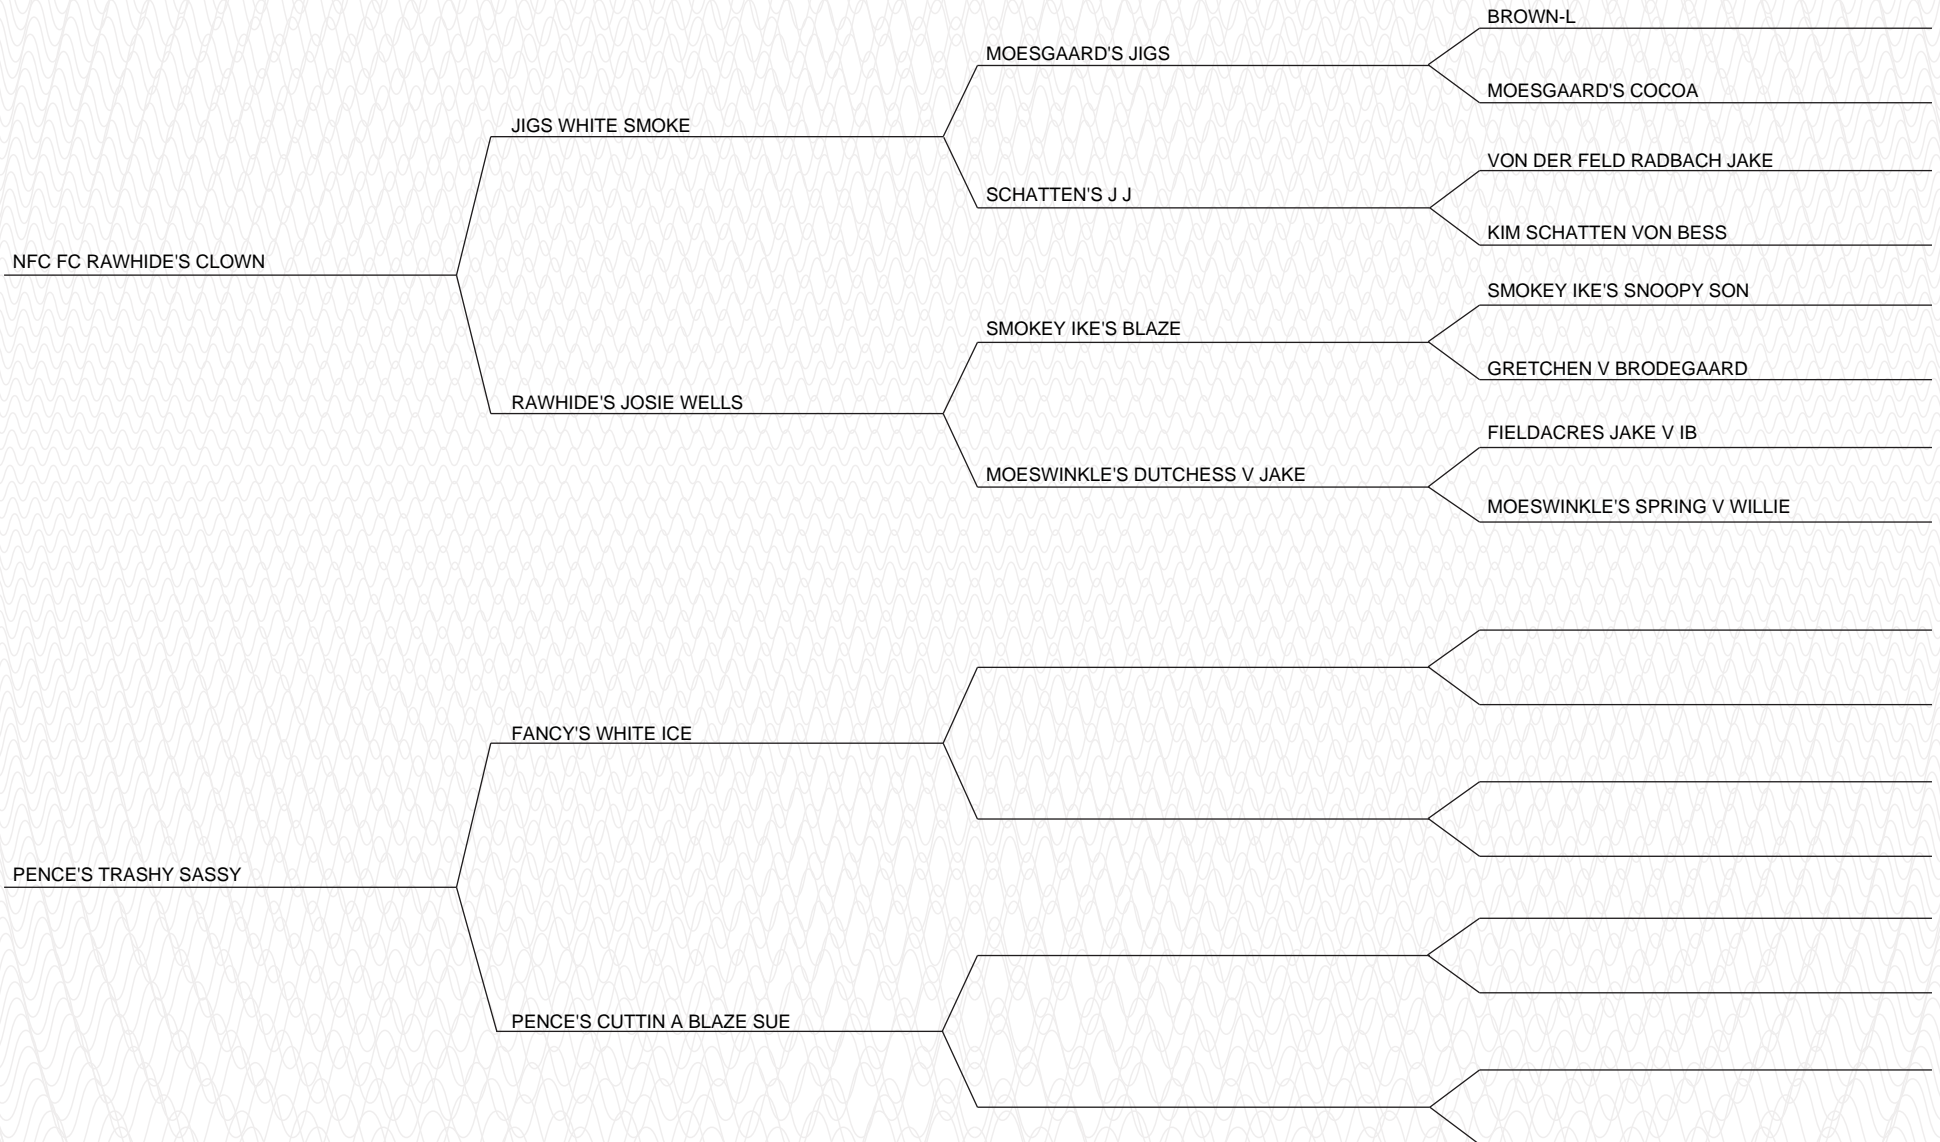 BROWN-L
MOESGAARD'S JIGS
MOESGAARD'S COCOA
JIGS WHITE SMOKE
VON DER FELD RADBACH JAKE
SCHATTEN'S J J
KIM SCHATTEN VON BESS
NFC FC RAWHIDE'S CLOWN
SMOKEY IKE'S SNOOPY SON
SMOKEY IKE'S BLAZE
GRETCHEN V BRODEGAARD
RAWHIDE'S JOSIE WELLS
FIELDACRES JAKE V IB
MOESWINKLE'S DUTCHESS V JAKE
MOESWINKLE'S SPRING V WILLIE
FANCY'S WHITE ICE
PENCE'S TRASHY SASSY
PENCE'S CUTTIN A BLAZE SUE